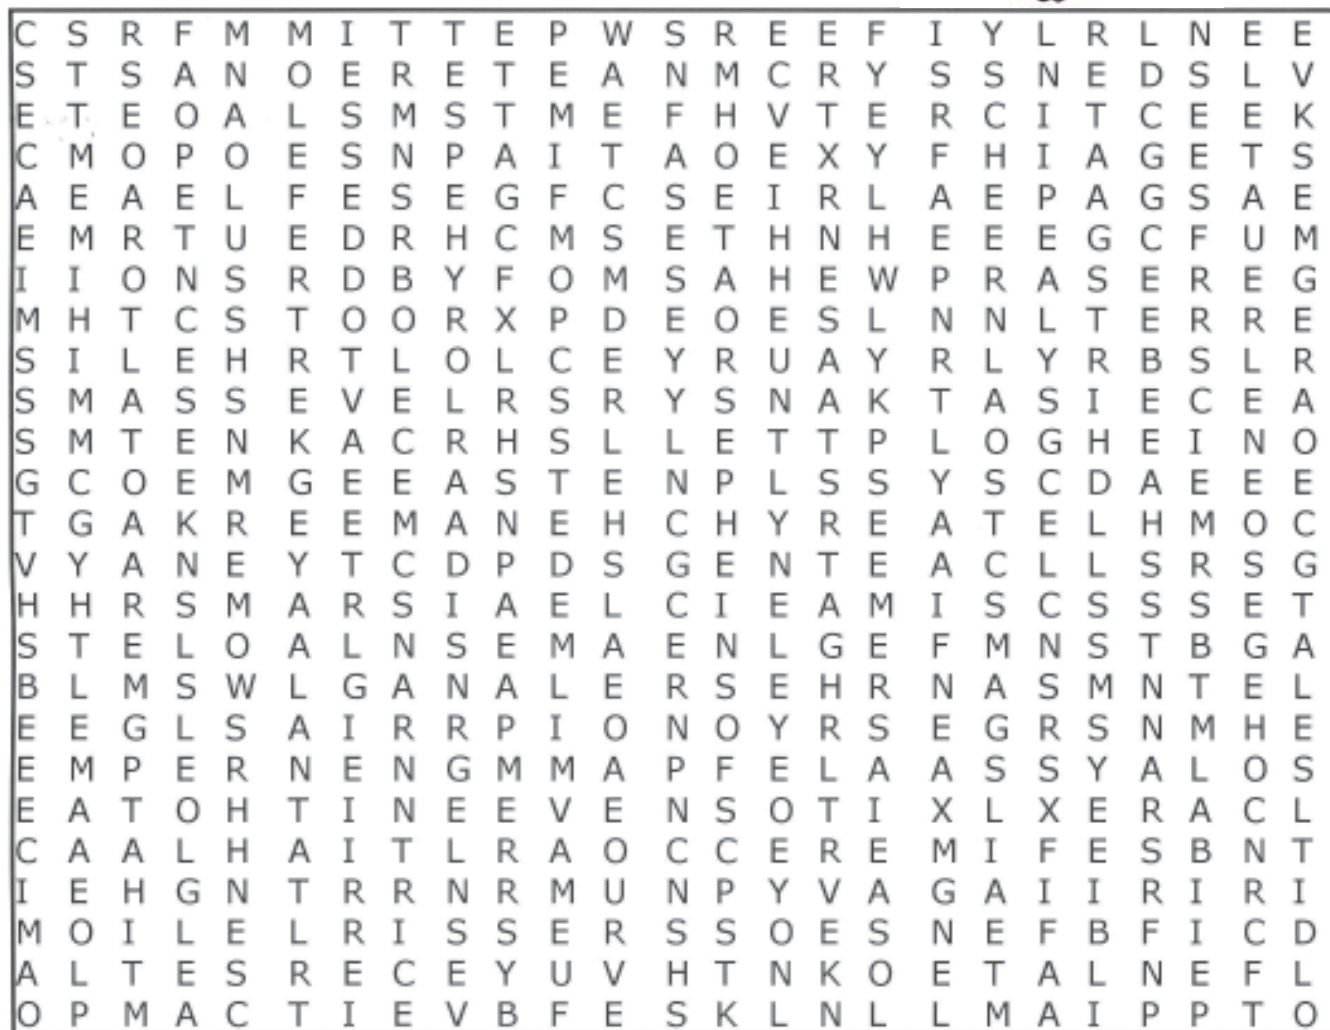 C S R F M M I T T E P W S R E E F I Y L R L N E E
S T S A N O E R E T E A N M C R Y S S N E D S L V
E T E O A L S M S T M E F H V T E R C I T C E E K
C M O P O E S N P A I T A O E X Y F H I A G E T S
A E A E L F E S E G F C S E I R L A E P A G S A E
E M R T U E D R H C M S E T H N H E E E G C F U M
I I O N S R D B Y F O M S A H E W P R A S E R E G
M H T C S T O O R X P D E O E S L N N L T E R R E
S I L E H R T L O L C E Y R U A Y R L Y R B S L R
S M A S S E V E L R S R Y S N A K T A S I E C E A
S M T E N K A C R H S L L E T T P L O G H E I N O
G C O E M G E E A S T E N P L S S Y S C D A E E E
T G A K R E E M A N E H C H Y R E A T E L H M O C
V Y A N E Y T C D P D S G E N T E A C L L S R S G
H H R S M A R S I A E L C I E A M I S C S S S E T
S T E L O A L N S E M A E N L G E F M N S T B G A
B L M S W L G A N A L E R S E H R N A S M N T E L
E E G L S A I R R P I O N O Y R S E G R S N M H E
E M P E R N E N G M M A P F E L A A S S Y A L O S
E A T O H T I N E E V E N S O T I X L X E R A C L
C A A L H A I T L R A O C C E R E M I F E S B N T
I E H G N T R R N R M U N P Y V A G A I I R I R I
M O I L E L R I S S E R S S O E S N E F B F I C D
A L T E S R E C E Y U V H T N K O E T A L N E F L
O P M A C T I E V B F E S K L N L L M A I P P T O